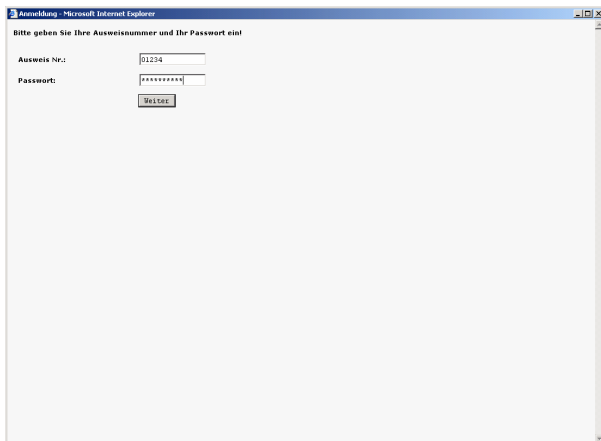 Anmeldung - Microsoft Internet Explorer
Bitte geben Sie Ihre Ausweisnummer und Ihr Passwort ein!
Ausweis Nr.: 01234
Passwort: **********
Weiter